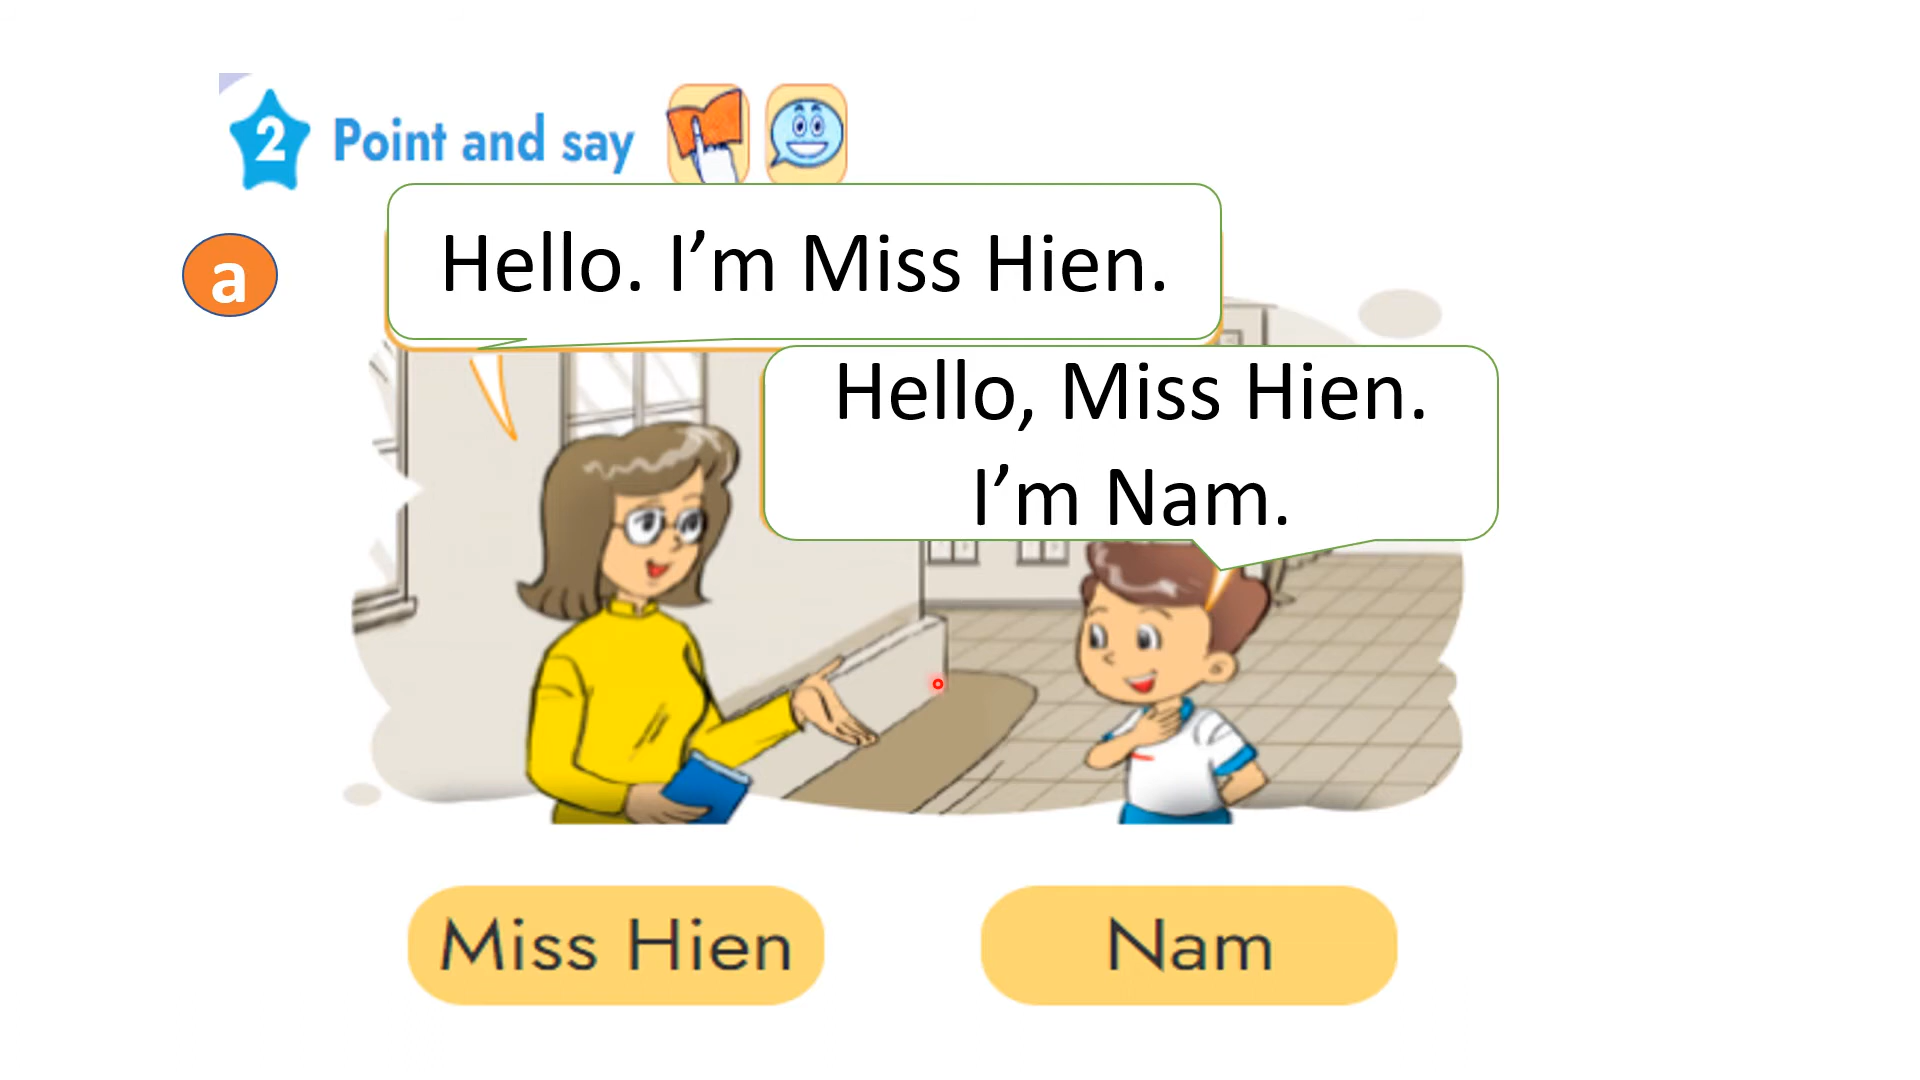 2 Point and say
a
Hello. I’m Miss Hien.
Hello, Miss Hien.
I’m Nam.
Miss Hien
Nam